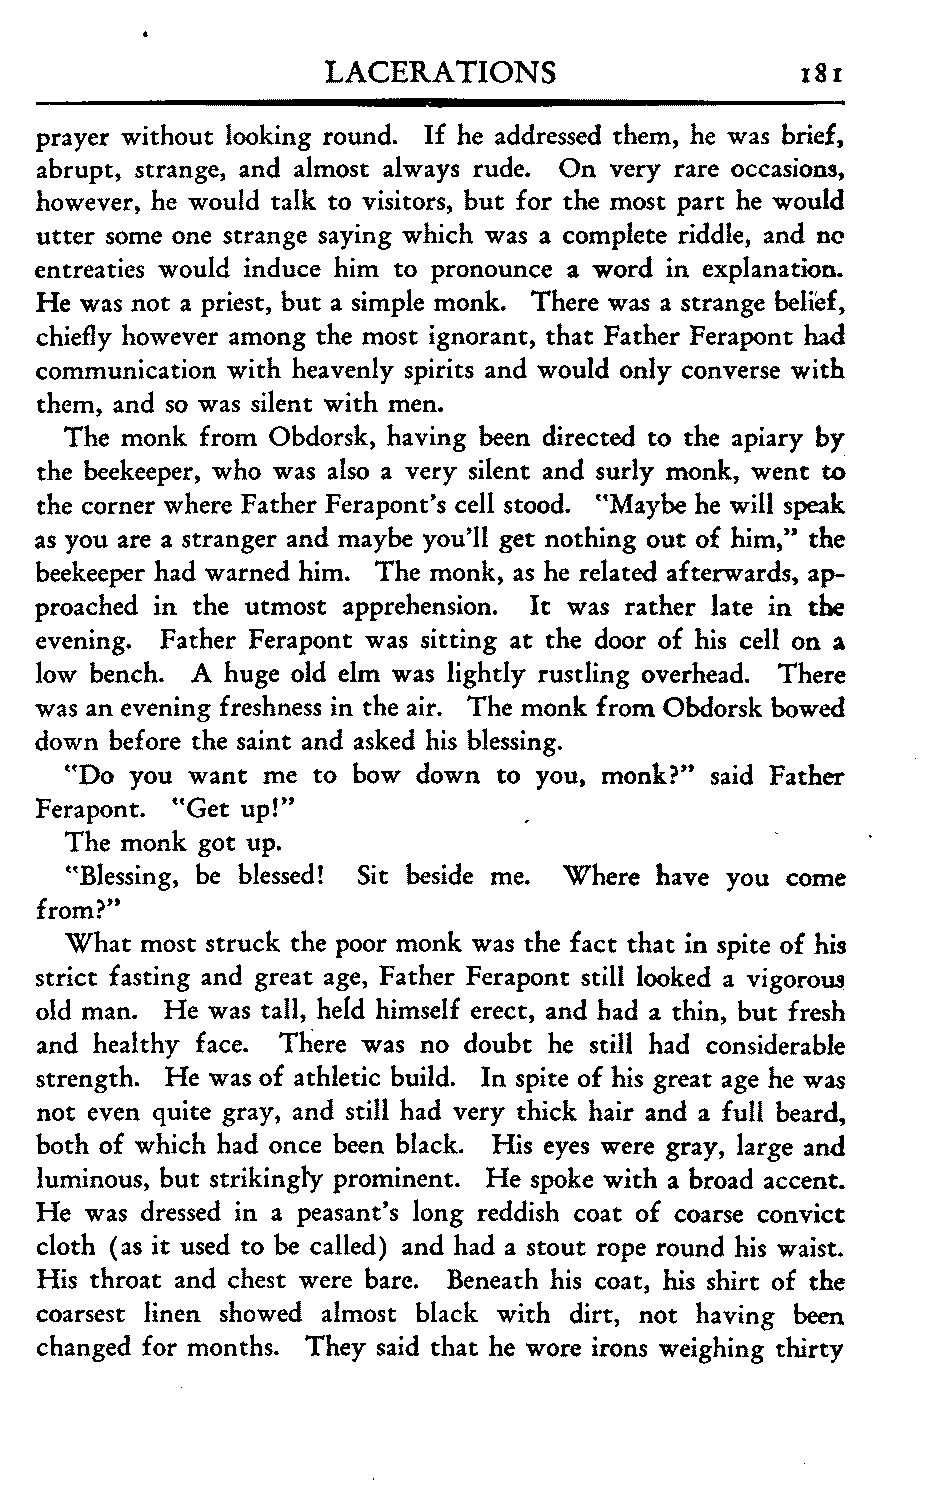 LACERATIONS 181
prayer without looking round. If he addressed them, he was brief,
abrupt, strange, and almost always rude. On very rare occasions,
however, he would talk to visitors, but for the most part he would
utter some one strange saying which was a complete riddle, and no
entreaties would induce him to pronounce a word in explanation.
He was not a priest, but a simple monk. There was a strange belief,
chiefly however among the most ignorant, that Father Ferapont had
communication with heavenly spirits and would only converse with
them, and so was silent with men.
The monk from Obdorsk, having been directed to the apiary by
the beekeeper, who was also a very silent and surly monk, went to
the corner where Father Ferapont's cell stood. "Maybe he will speak
as you are a stranger and maybe you'll get nothing out of him," the
beekeeper had warned him. The monk, as he related afterwards, ap-
proached in the utmost apprehension. It was rather late in the
evening. Father Ferapont was sitting at the door of his cell on a
low bench. A huge old elm was lightly rustling overhead. There
was an evening freshness in the air. The monk from Obdorsk bowed
down before the saint and asked his blessing.
"Do you want me to bow down to you, monk?" said Father
Ferapont. "Get up!"
The monk got up.
"Blessing, be blessed! Sit beside me. Where have you come
from?"
What most struck the poor monk was the fact that in spite of his
strict fasting and great age, Father Ferapont still looked a vigorous
old man. He was tall, held himself erect, and had a thin, but fresh
and healthy face. There was no doubt he still had considerable
strength. He was of athletic build. In spite of his great age he was
not even quite gray, and still had very thick hair and a full beard,
both of which had once been black. His eyes were gray, large and
luminous, but strikingly prominent. He spoke with a broad accent.
He was dressed in a peasant's long reddish coat of coarse convict
cloth (as it used to be called) and had a stout rope round his waist.
His throat and chest were bare. Beneath his coat, his shirt of the
coarsest linen showed almost black with dirt, not having been
changed for months. They said that he wore irons weighing thirty